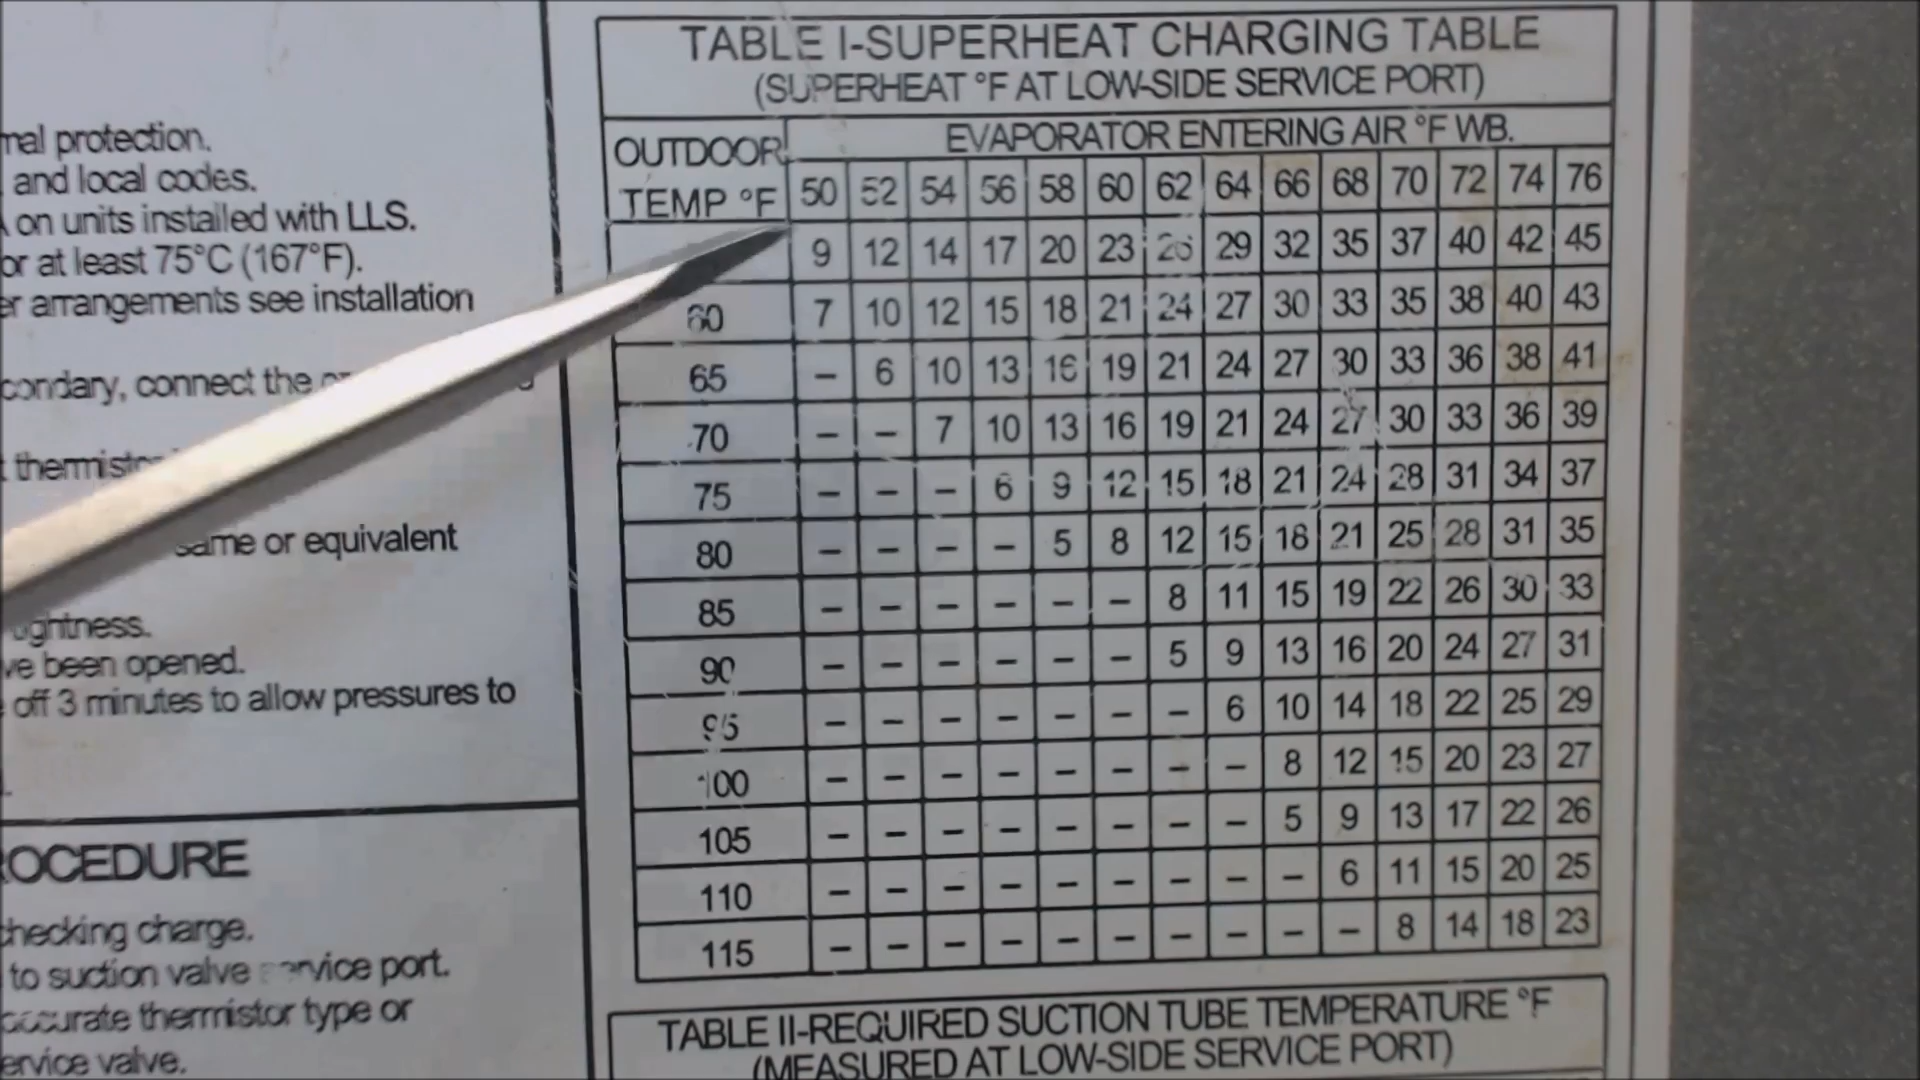 mal protection.
and local codes.
on units installed with LLS.
or at least 75°C (167°F).
er arrangements see installation
condary, connect the
same or equivalent
ghtness.
ve been opened.
off 3 minutes to allow pressures to
OCEDURE
checking charge.
to suction valve service port.
accurate thermistor type or
ervice valve.
TABLE I-SUPERHEAT CHARGING TABLE
(SUPERHEAT °F AT LOW-SIDE SERVICE PORT)
OUTDOOR TEMP °F
EVAPORATOR ENTERING AIR °F WB.
50 52 54 56 58 60 62 64 66 68 70 72 74 76
9 12 14 17 20 23 26 29 32 35 37 40 42 45
60 7 10 12 15 18 21 24 27 30 33 35 38 40 43
65 – 6 10 13 16 19 21 24 27 30 33 36 38 41
70 – – 7 10 13 16 19 21 24 27 30 33 36 39
75 – – – 6 9 12 15 18 21 24 28 31 34 37
80 – – – – 5 8 12 15 18 21 25 28 31 35
85 – – – – – – 8 11 15 19 22 26 30 33
90 – – – – – – 5 9 13 16 20 24 27 31
95 – – – – – – – 6 10 14 18 22 25 29
100 – – – – – – – – 8 12 15 20 23 27
105 – – – – – – – – 5 9 13 17 22 26
110 – – – – – – – – – 6 11 15 20 25
115 – – – – – – – – – – 8 14 18 23
TABLE II-REQUIRED SUCTION TUBE TEMPERATURE °F
(MEASURED AT LOW-SIDE SERVICE PORT)